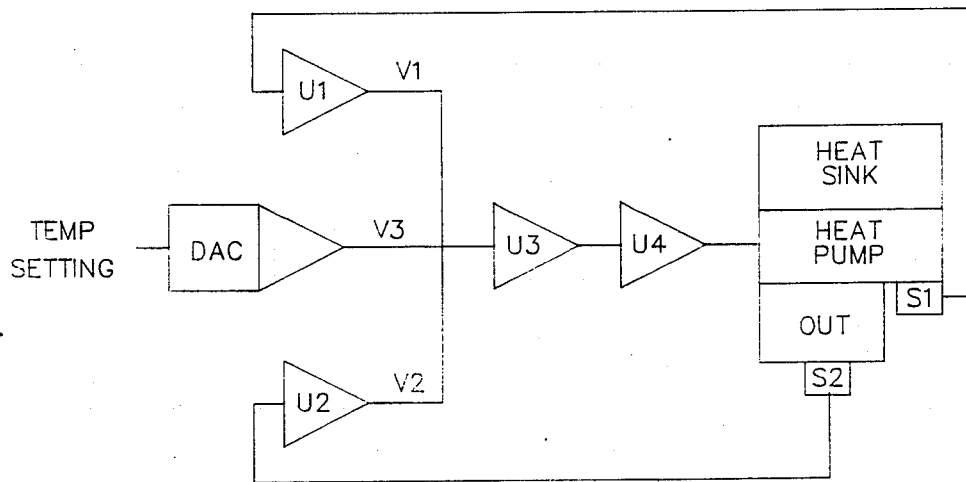 U1
V1
HEAT
SINK
TEMP
SETTING
DAC
V3
U3
U4
HEAT
PUMP
S1
OUT
S2
U2
V2